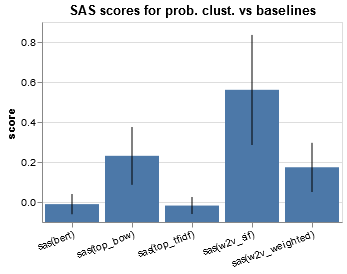 SAS scores for prob. clust. vs baselines
score
0.8
0.6
0.4
0.2
0.0
sas(bert)
sas(top_bow)
sas(top_tfidf)
sas(w2v_sif)
sas(w2v_weighted)